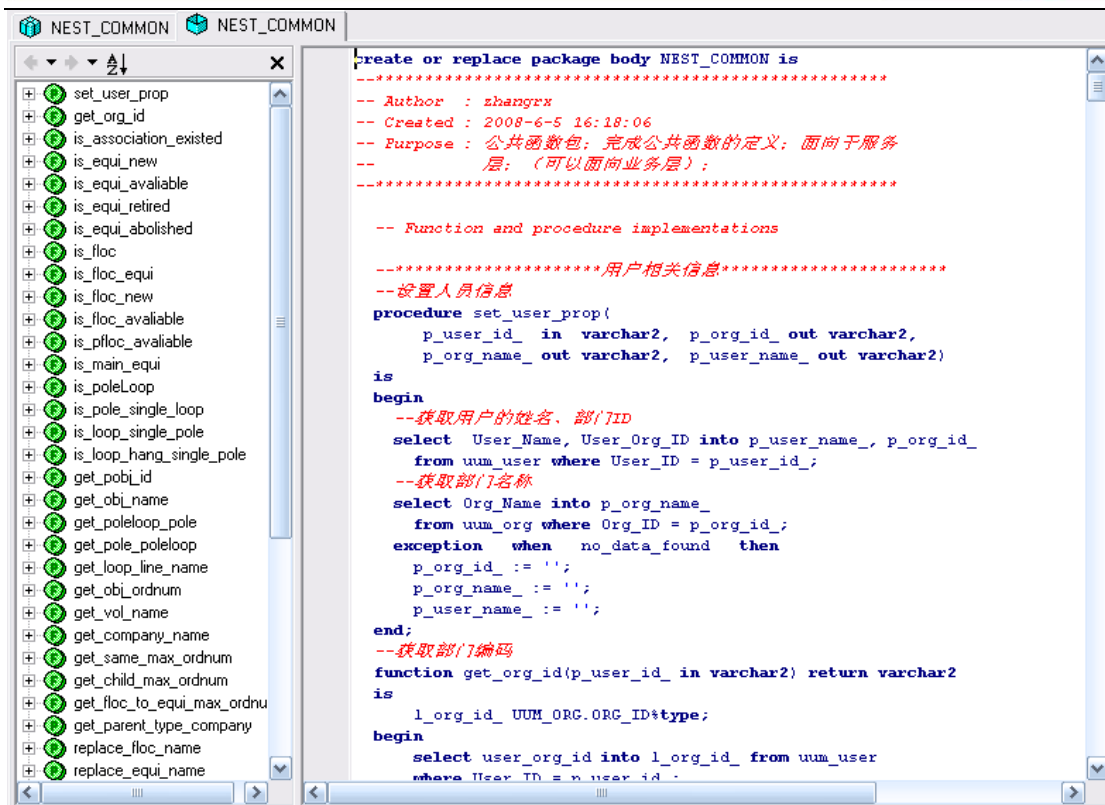 NEST_COMMON
NEST_COMMON
set_user_prop
get_org_id
is_association_existed
is_equi_new
is_equi_avaliable
is_equi_retired
is_equi_abolished
is_floc
is_floc_equi
is_floc_new
is_floc_avaliable
is_pfloc_avaliable
is_main_equi
is_poleLoop
is_pole_single_loop
is_loop_single_pole
is_loop_hang_single_pole
get_pobj_id
get_obj_name
get_poleloop_pole
get_pole_poleloop
get_loop_line_name
get_obj_ordnum
get_vol_name
get_company_name
get_same_max_ordnum
get_child_max_ordnum
get_floc_to_equi_max_ordnu
get_parent_type_company
replace_floc_name
replace_equi_name
create or replace package body NEST_COMMON is
--****************************************************
-- Author  : zhangrx
-- Created : 2008-6-5 16:18:06
-- Purpose : 公共函数包；完成公共函数的定义；面向于服务
--           层；（可以面向业务层）；
--*****************************************************
-- Function and procedure implementations
--*********************用户相关信息***********************
--设置人员信息
procedure set_user_prop(
p_user_id_ in varchar2, p_org_id_ out varchar2,
p_org_name_ out varchar2, p_user_name_ out varchar2)
is
begin
--获取用户的姓名、部门ID
select User_Name, User_Org_ID into p_user_name_, p_org_id_
from uum_user where User_ID = p_user_id_;
--获取部门名称
select Org_Name into p_org_name_
from uum_org where Org_ID = p_org_id_;
exception when no_data_found then
p_org_id_ := '';
p_org_name_ := '';
p_user_name_ := '';
end;
--获取部门编码
function get_org_id(p_user_id_ in varchar2) return varchar2
is
l_org_id_ UUM_ORG.ORG_ID%type;
begin
select user_org_id into l_org_id_ from uum_user
where User_ID = p_user_id_;